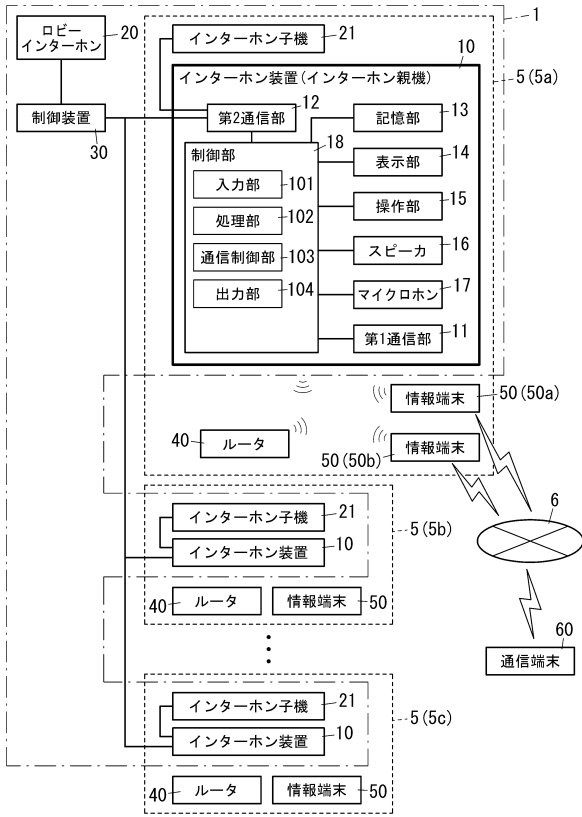 1
ロビー
インターホン
20
インターホン子機
21
10
5(5a)
インターホン装置(インターホン親機)
制御装置
30
第2通信部
12
記憶部
13
18
制御部
表示部
14
入力部
101
操作部
15
処理部
102
スピーカ
16
通信制御部
103
マイクロホン
17
出力部
104
第1通信部
11
情報端末
50(50a)
40
ルータ
情報端末
50(50b)
インターホン子機
21
5(5b)
インターホン装置
10
6
40
ルータ
情報端末
50
60
通信端末
インターホン子機
21
5(5c)
インターホン装置
10
40
ルータ
情報端末
50